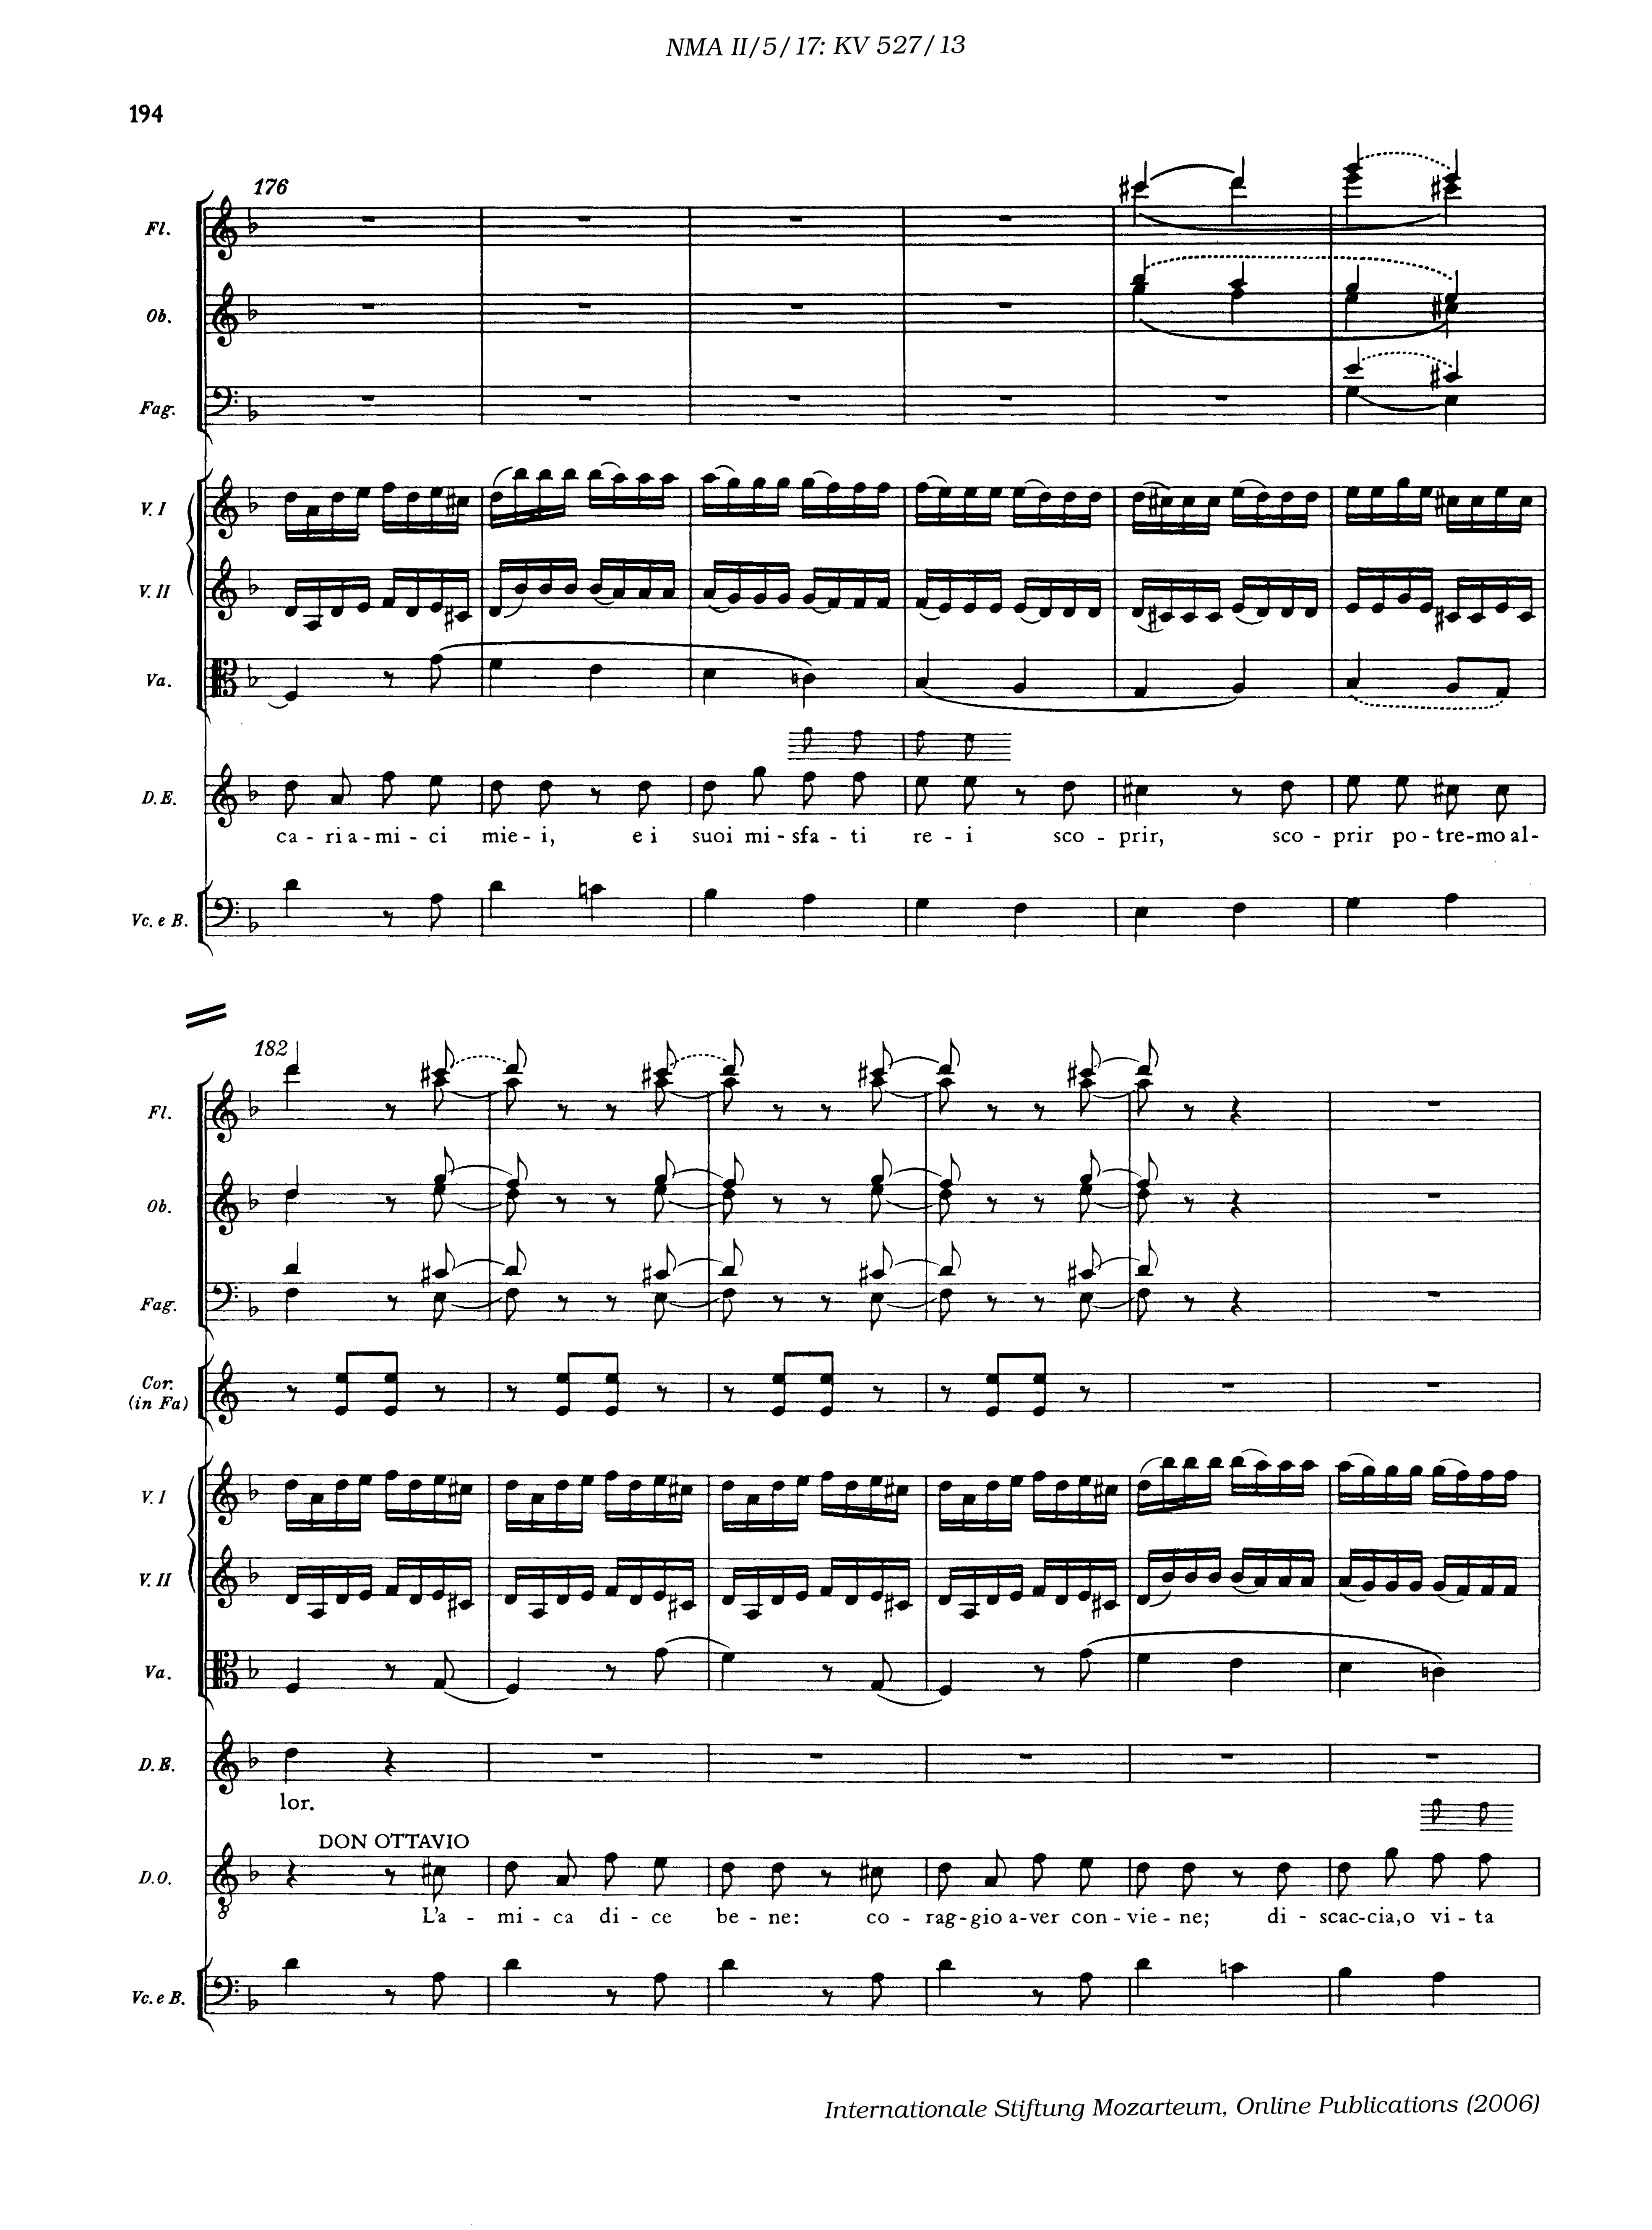 NMA II/5/17: KV 527/13
194
176
Fl.
Ob.
Fag.
V. I
V. II
Va.
D. E.
ca - ri a - mi - ci mie - i, e i suoi mi - sfa - ti re - i sco - prir, sco - prir po - tre - mo al -
Vc. e B.
182
Fl.
Ob.
Fag.
Cor.
(in Fa)
V. I
V. II
Va.
D. E.
lor.
DON OTTAVIO
D.O.
8
L'a - mi - ca di - ce be - ne: co - rag - gio a - ver con - vie - ne; di - scac - cia, o vi - ta
Vc. e B.
Internationale Stiftung Mozarteum, Online Publications (2006)